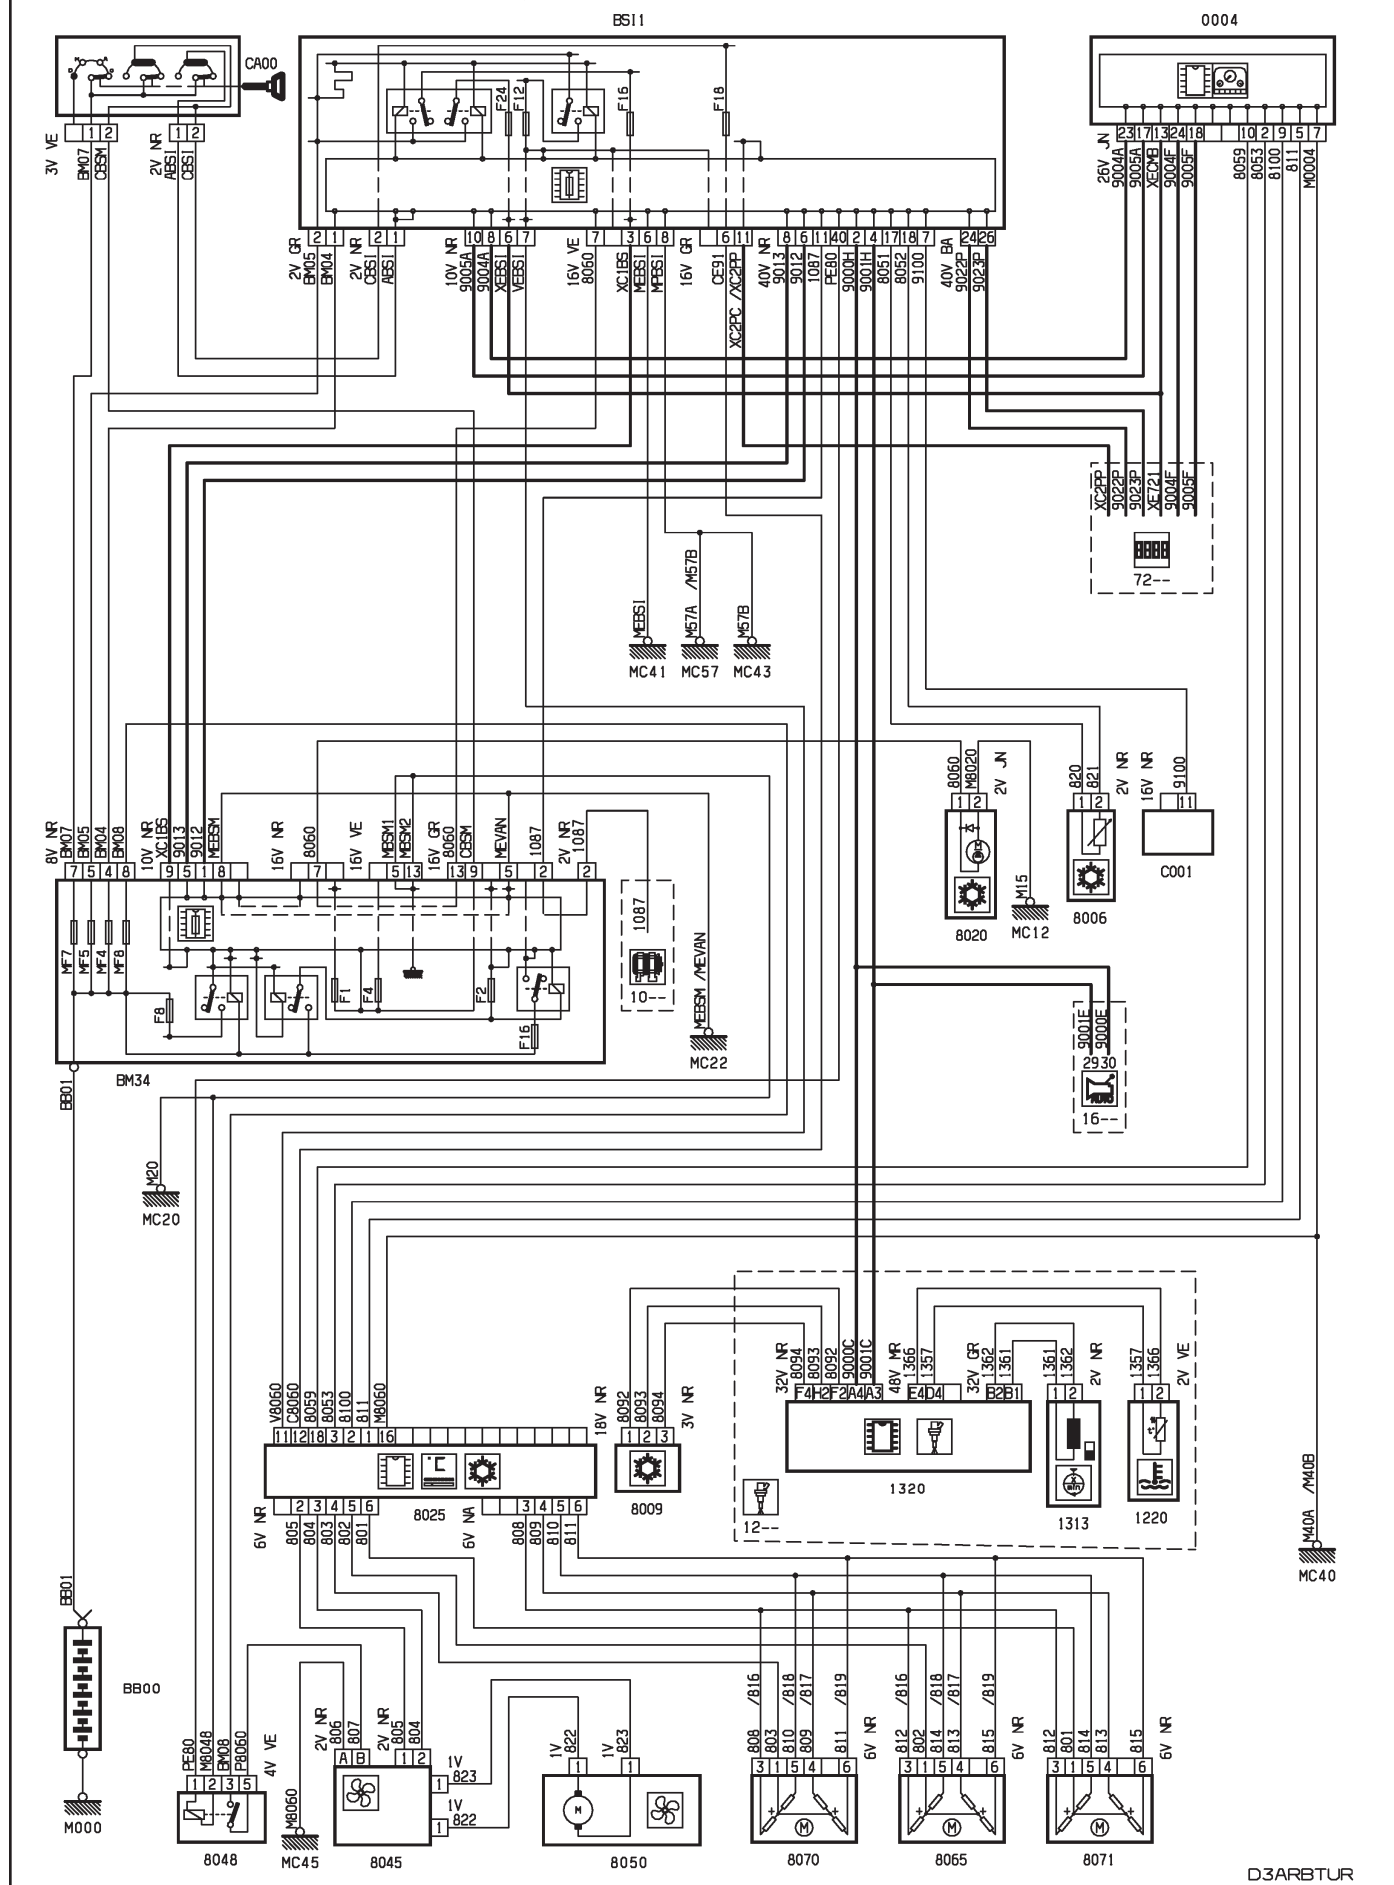 BSI1
0004
CA00
F24
F12
F16
F18
1 2
1 2
3V VE
BM07
CBSM
2V NR
ABSI
CBSI
23 17 13 24 18 10 2 9 5 7
26V JN
9004A
9005A
XECMB
9004F
9005F
8059
8053
8100
811
M0004
2 1
2 1
10 8 6 7
7 3 6 8
6 11
8 6 11 40 2 4 17 18 7
24 26
2V GR
BM05
BM04
2V NR
CBSI
ABSI
10V NR
9005A
9004A
XEBSI
VEBSI
16V VE
8060
XC1BS
MEBSI
MPBSI
16V GR
CE91
XC2PC /XC2PP
40V NR
9013
9012
1087
PE80
9000H
9001H
8051
8052
9100
40V BA
9022P
9023P
XC2PP
9022P
9023P
XE721
9004F
9005F
72--
MEBSI
M57A /M57B
M57B
MC41
MC57
MC43
8060
M8020
2V JN
820
821
2V NR
16V NR
9100
1 2
1 2
11
8020
M15
MC12
8006
C001
8V NR
BM07
BM05
BM04
BM08
10V NR
XC1BS
9013
9012
MEBSM
16V NR
8060
16V VE
MBSM1
MBSM2
16V GR
8060
CBSM
MEVAN
1087
2V NR
1087
7 5 4 8
9 5 1 8
7
5 13
13 9 5 2
2
MF7
MF5
MF4
MF8
F8
F1
F4
F2
F16
BM34
1087
10--
MEBSM /MEVAN
MC22
9001E
9000E
2930
AUTO
16--
BB01
M20
MC20
V8060
C8060
8059
8053
8100
811
M8060
11 12 18 3 2 1 16
18V NR
8092
8093
8094
3V NR
1 2 3
8009
°C
8025
6V NR
2 3 4 5 6
805
804
803
802
801
6V NA
3 4 5 6
808
809
810
811
32V NR
8094
8093
8092
9000C
9001C
48V MR
1366
1357
32V GR
1362
1361
1361
1362
2V NR
1357
1366
2V VE
F4 H2 F2 A4 A3
E4 D4
B2 B1
1 2
1 2
1320
12--
1313
1220
M40A /M40B
MC40
BB01
BB00
M000
PE80
M8048
BM08
P8060
4V VE
1 2 3 5
8048
M8060
MC45
2V NR
806
807
2V NR
805
804
A B
1 2
8045
1V
823
1
1V
822
1
1V
822
1V
823
1
1
M
8050
808
803
810
809
811
/816
/818
/817
/819
6V NR
3 1 5 4 6
M
8070
812
802
814
813
815
/816
/818
/817
/819
6V NR
3 1 5 4 6
M
8065
812
801
814
813
815
6V NR
3 1 5 4 6
M
8071
D3ARBTUR